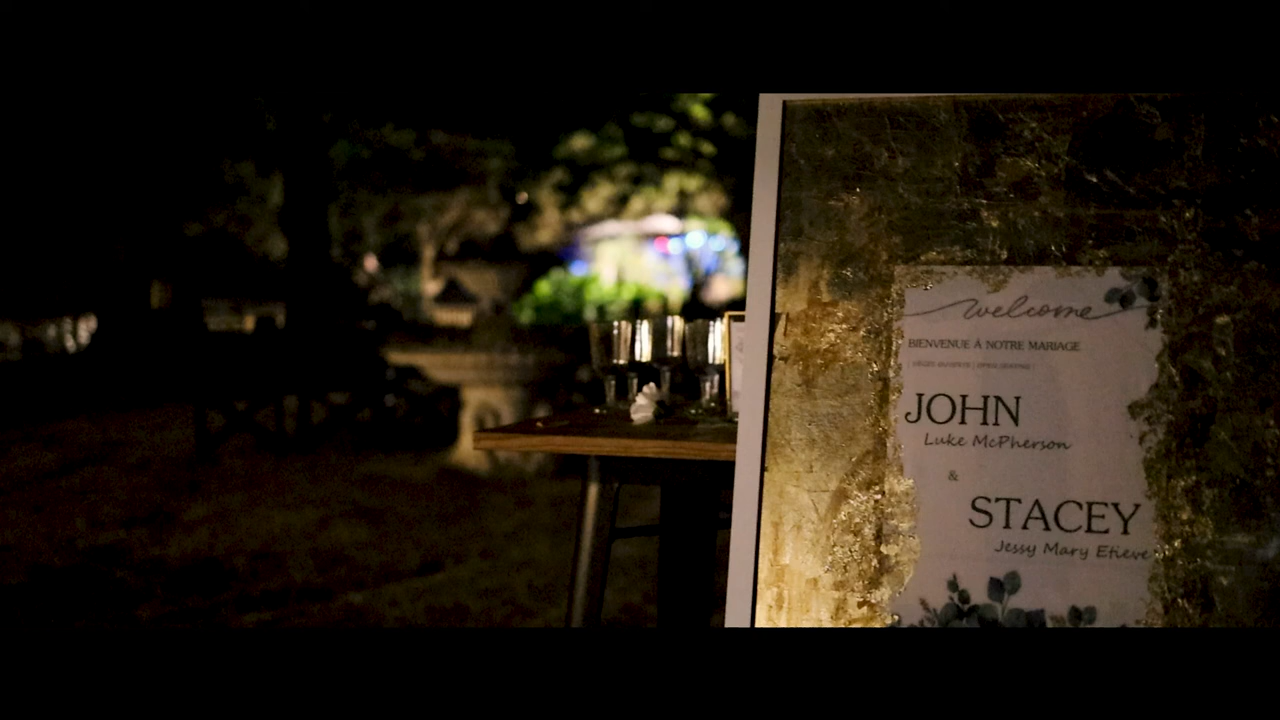 welcome
BIENVENUE À NOTRE MARIAGE
JOHN
Luke McPherson
&
STACEY
Jessy Mary Etieve